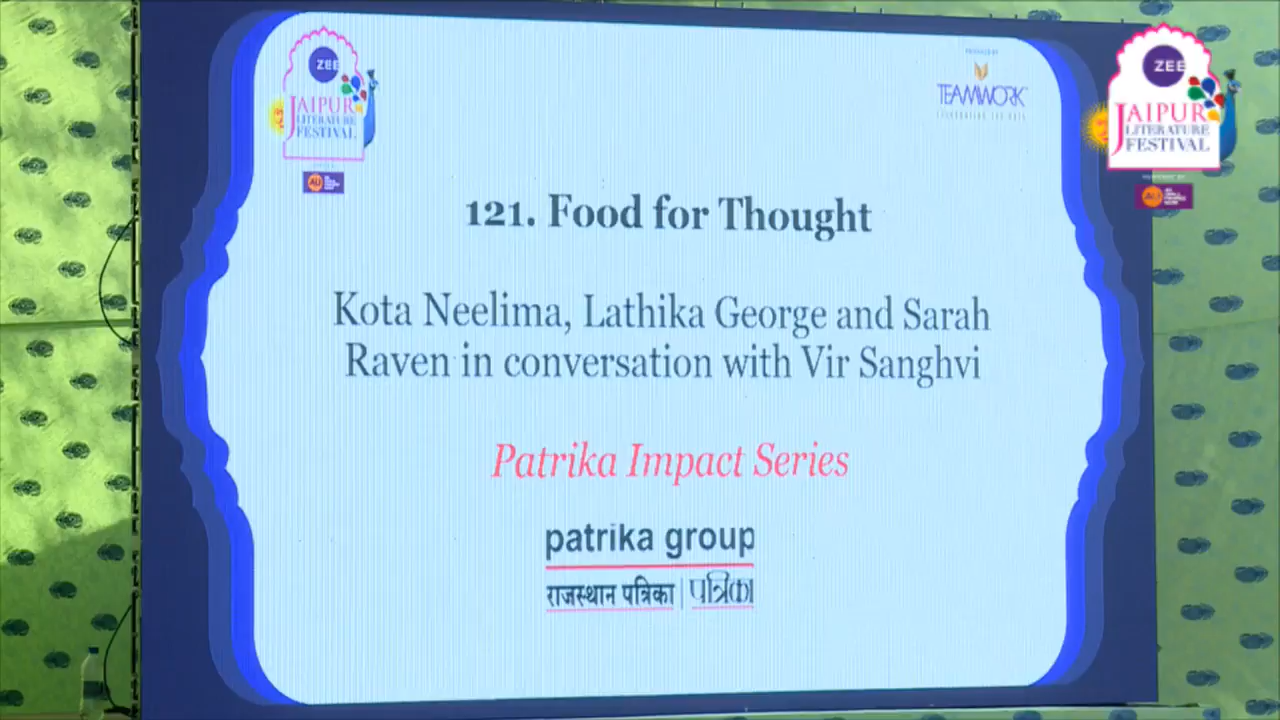 ZEE
JAIPUR
LITERATURE
FESTIVAL
AU
TEAMWORK
121. Food for Thought
Kota Neelima, Lathika George and Sarah
Raven in conversation with Vir Sanghvi
Patrika Impact Series
patrika group
राजस्थान पत्रिका | पत्रिका
ZEE
JAIPUR
LITERATURE
FESTIVAL